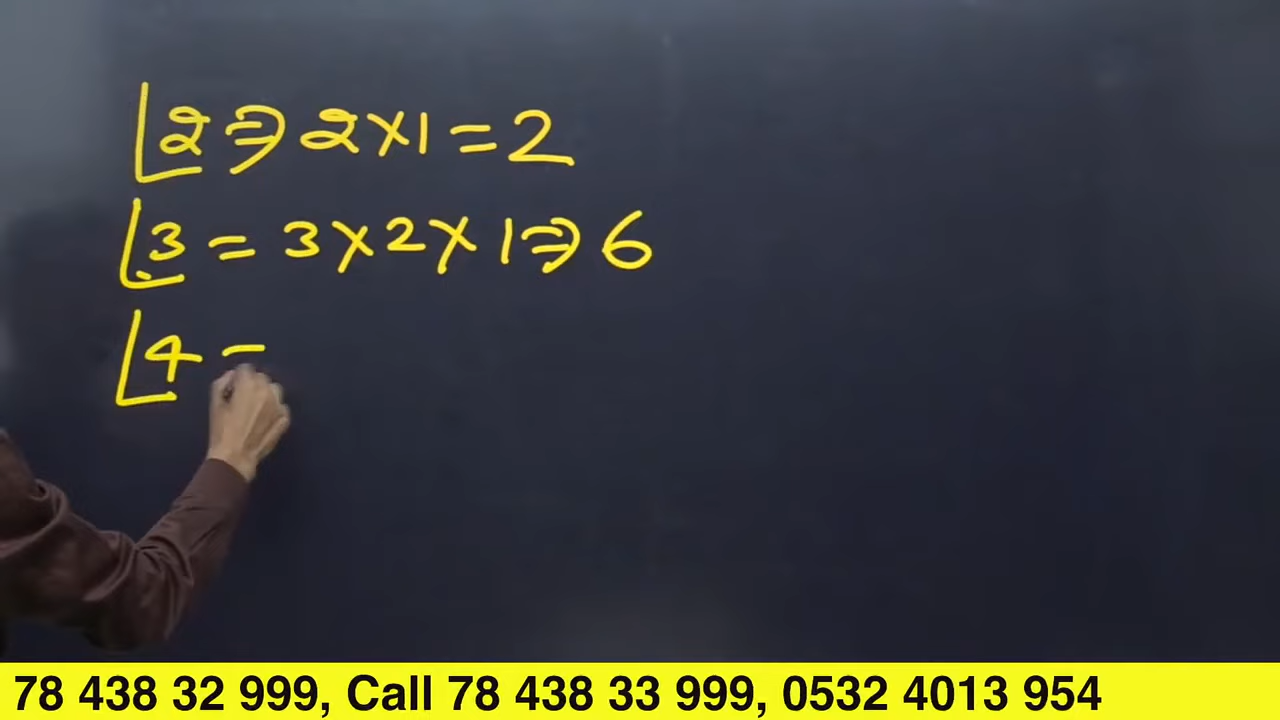 |2 => 2×1 = 2
|3 = 3×2×1 => 6
|4 =
78 438 32 999, Call 78 438 33 999, 0532 4013 954